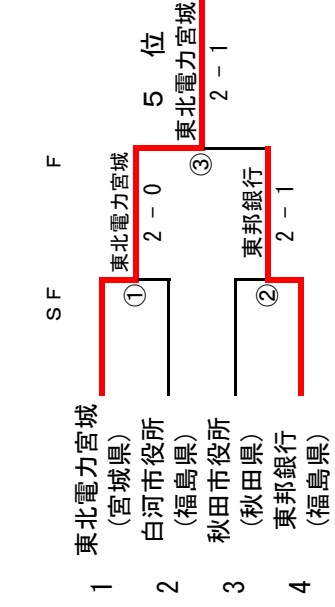 1 東北電力宮城
(宮城県)
2 白河市役所
(福島県)
3 秋田市役所
(秋田県)
4 東邦銀行
(福島県)
SF
①
②
東北電力宮城
2 - 0
東邦銀行
2 - 1
F
③
5 位
東北電力宮城
2 - 1